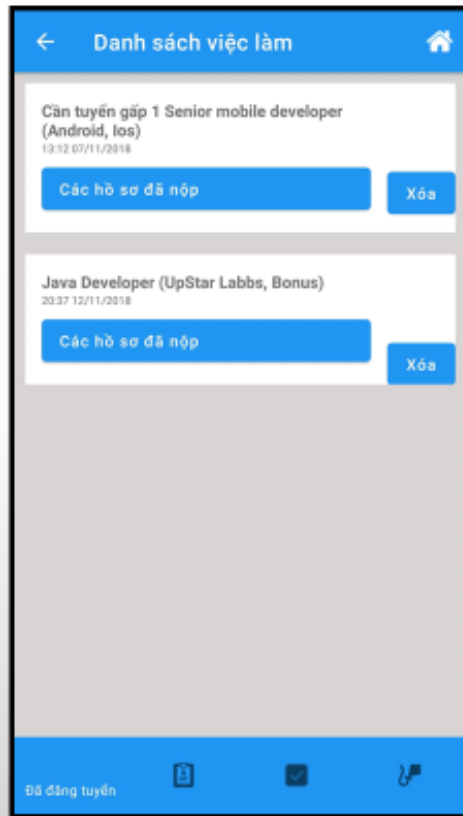 Danh sách việc làm
Cần tuyển gấp 1 Senior mobile developer
(Android, Ios)
13:12 07/11/2018
Các hồ sơ đã nộp
Xóa
Java Developer (UpStar Labbs, Bonus)
20:37 12/11/2018
Các hồ sơ đã nộp
Xóa
Đã đăng tuyển